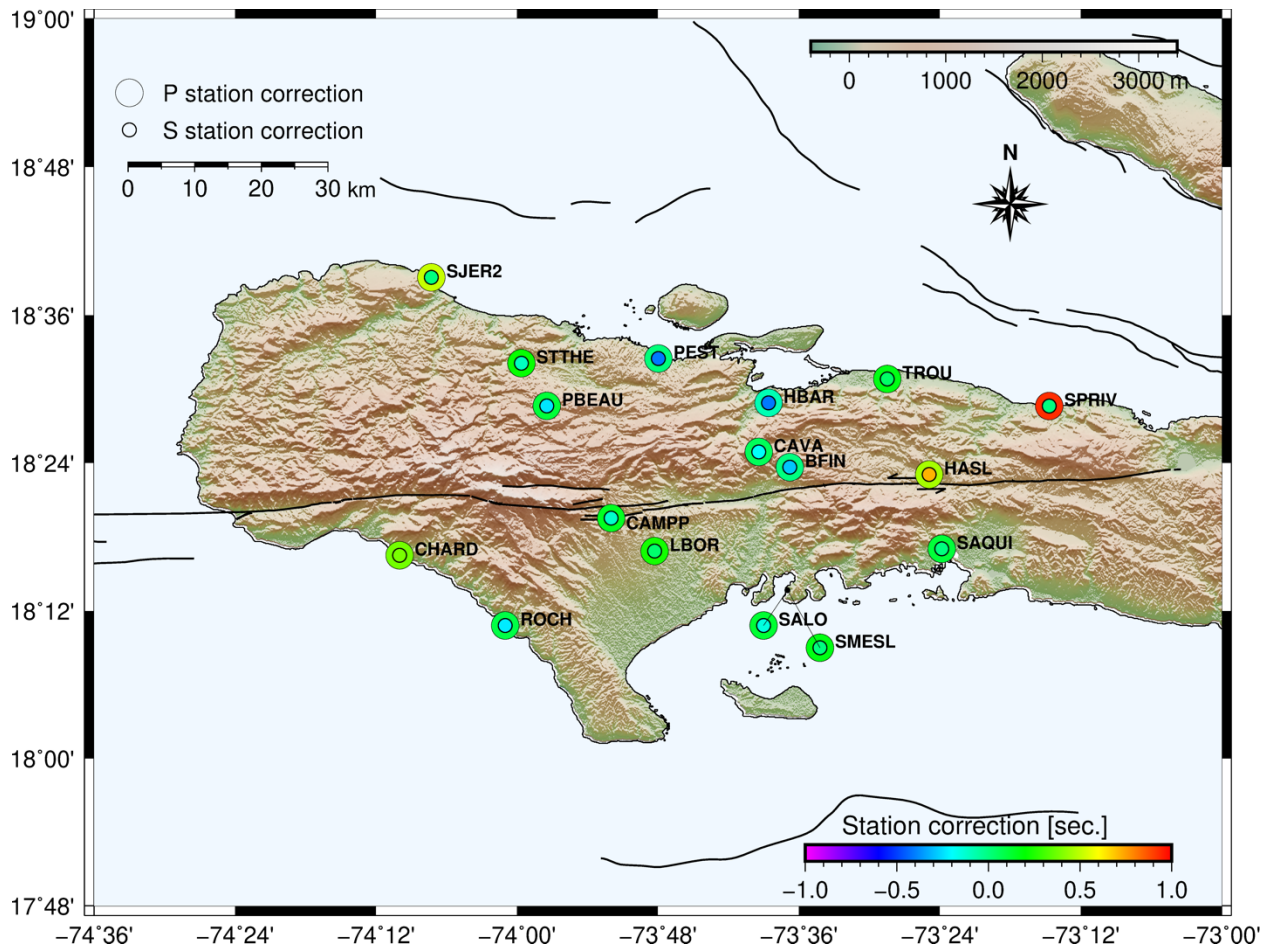 19°00'
0 1000 2000 3000 m
P station correction
S station correction
0 10 20 30 km
18°48'
N
SJER2
18°36'
STTHE
PEST
TROU
PBEAU
HBAR
SPRIV
CAVA
BFIN
18°24'
HASL
CAMPP
CHARD
LBOR
SAQUI
18°12'
ROCH
SALO
SMESL
18°00'
Station correction [sec.]
−1.0 −0.5 0.0 0.5 1.0
17°48'
−74°36' −74°24' −74°12' −74°00' −73°48' −73°36' −73°24' −73°12' −73°00'